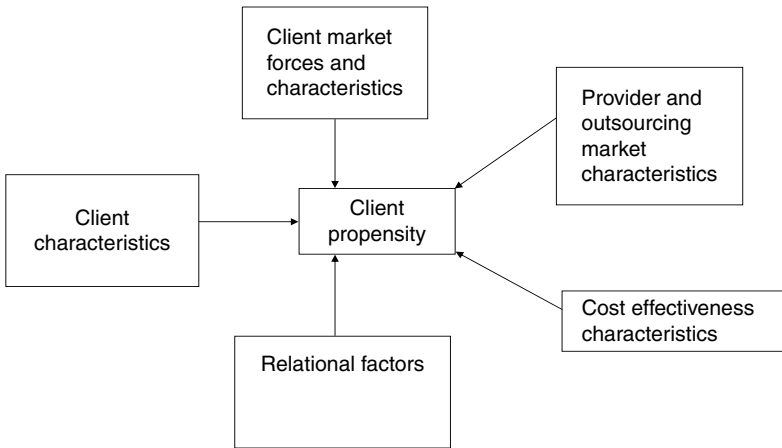 Client market
forces and
characteristics
Provider and
outsourcing
market
characteristics
Client
characteristics
Client
propensity
Cost effectiveness
characteristics
Relational factors